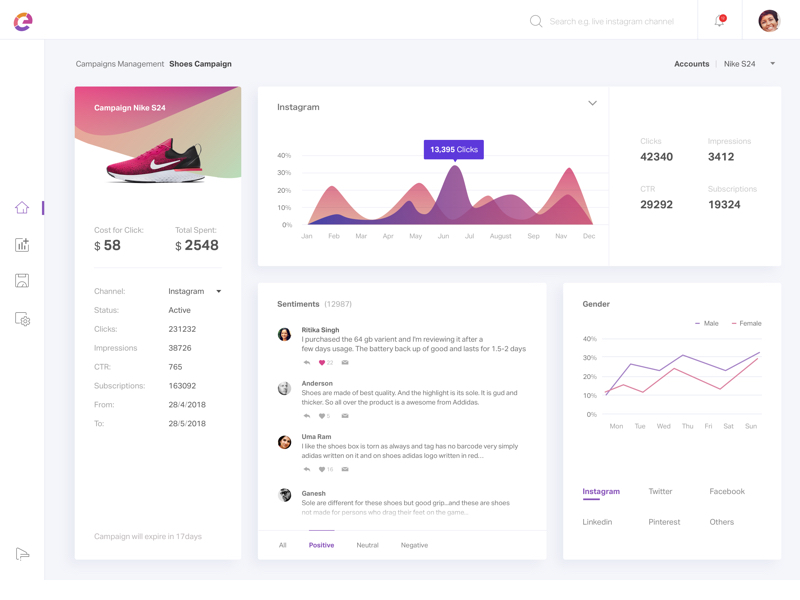 Search e.g. live instagram channel
Campaigns Management Shoes Campaign
Accounts Nike S24
Campaign Nike S24
Cost for Click: Total Spent:
$ 58 $ 2548
Channel: Instagram
Status: Active
Clicks: 231232
Impressions 38726
CTR: 765
Subscriptions: 163092
From: 28/4/2018
To: 28/5/2018
Campaign will expire in 17days
Instagram
13,395 Clicks
40%
30%
20%
10%
0%
Jan Feb Mar Apr May Jun Jul August Sep Nav Dec
Clicks Impressions
42340 3412
CTR Subscriptions
29292 19324
Sentiments (12987)
Ritika Singh
I purchased the 64 gb varient and I'm reviewing it after a
few days usage. The battery back up of good and lasts for 1.5-2 days
Anderson
Shoes are made of best quality. And the highlight is its sole. It is gud and
thicker. So all over the product is a awesome from Addidas.
5
Uma Ram
I like the shoes box is torn as always and tag has no barcode very simply
adidas written on it and on shoes adidas logo written in red....
Ganesh
Sole are different for these shoes but good grip...and these are shoes
not made for persons who drag their feet on the game..
All Positive Neutral Negative
Gender
Male Female
40%
30%
20%
10%
0%
Mon Tue Wed Thu Fri Sat Sun
Instagram Twitter Facebook
Linkedin Pinterest Others